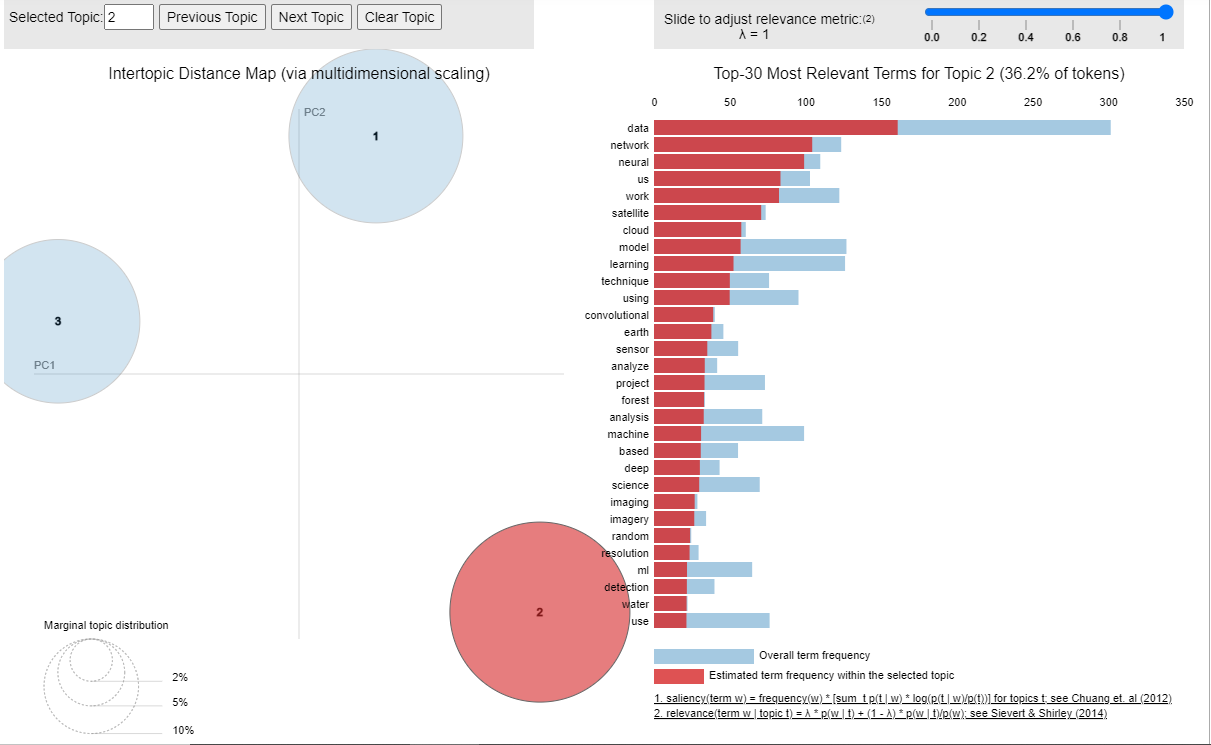 Selected Topic: 2 Previous Topic Next Topic Clear Topic
Slide to adjust relevance metric:(2)
λ = 1
0.0 0.2 0.4 0.6 0.8 1
Intertopic Distance Map (via multidimensional scaling)
PC2
1
3
PC1
2
Marginal topic distribution
2%
5%
10%
Top-30 Most Relevant Terms for Topic 2 (36.2% of tokens)
0 50 100 150 200 250 300 350
data
network
neural
us
work
satellite
cloud
model
learning
technique
using
convolutional
earth
sensor
analyze
project
forest
analysis
machine
based
deep
science
imaging
imagery
random
resolution
ml
detection
water
use
Overall term frequency
Estimated term frequency within the selected topic
1. saliency(term w) = frequency(w) * [sum_t p(t | w) * log(p(t | w)/p(t))] for topics t; see Chuang et. al (2012)
2. relevance(term w | topic t) = λ * p(w | t) + (1 - λ) * p(w | t)/p(w); see Sievert & Shirley (2014)